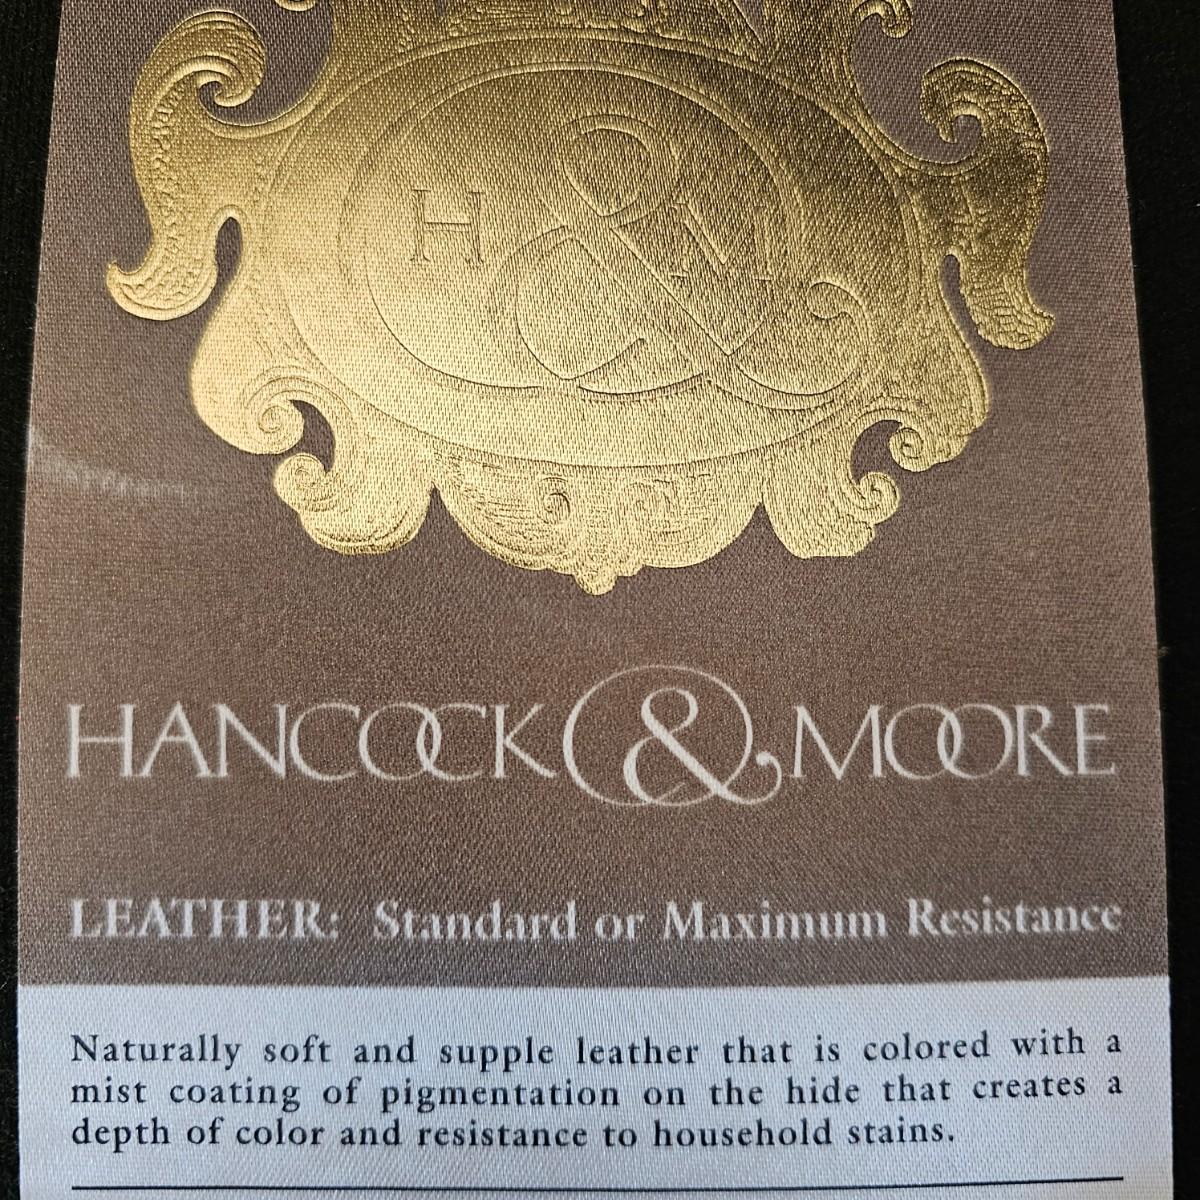 H & M
HANCOCK & MOORE
LEATHER: Standard or Maximum Resistance
Naturally soft and supple leather that is colored with a
mist coating of pigmentation on the hide that creates a
depth of color and resistance to household stains.